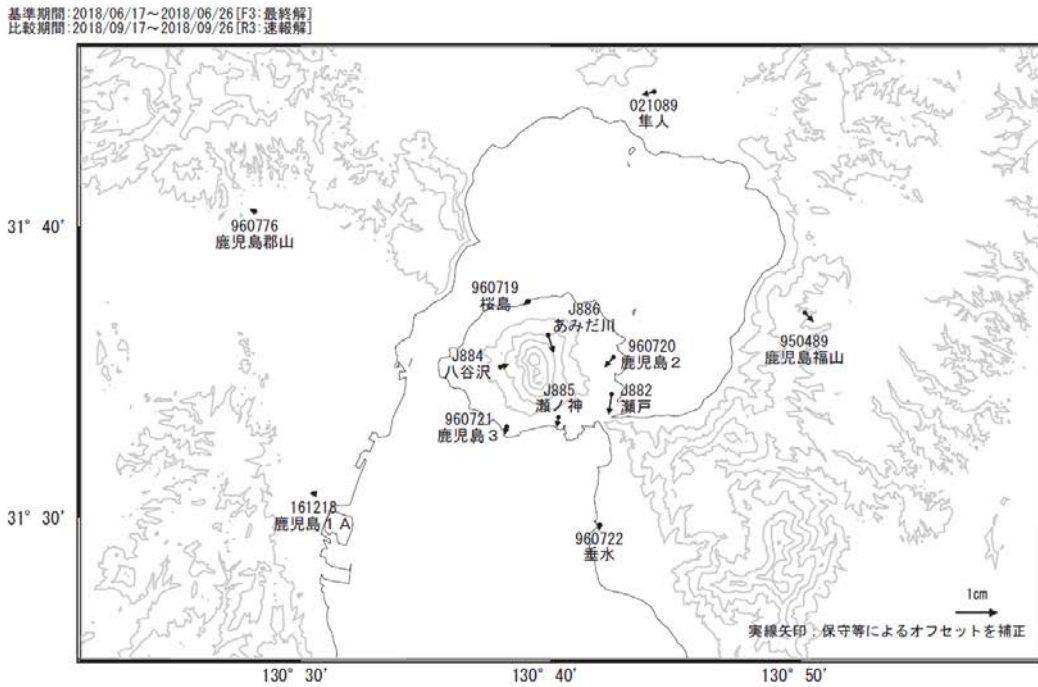 基準期間:2018/06/17～2018/06/26[F3:最終解]
比較期間:2018/09/17～2018/09/26[R3:速報解]
021089
隼人
31° 40'
960776
鹿児島郡山
960719
桜島
J886
あみだ川
950489
鹿児島福山
960720
鹿児島２
J884
八谷沢
J885
瀬ノ神
J882
瀬戸
960721
鹿児島３
161218
鹿児島１Ａ
31° 30'
960722
垂水
1cm
実線矢印：保守等によるオフセットを補正
130° 30'
130° 40'
130° 50'